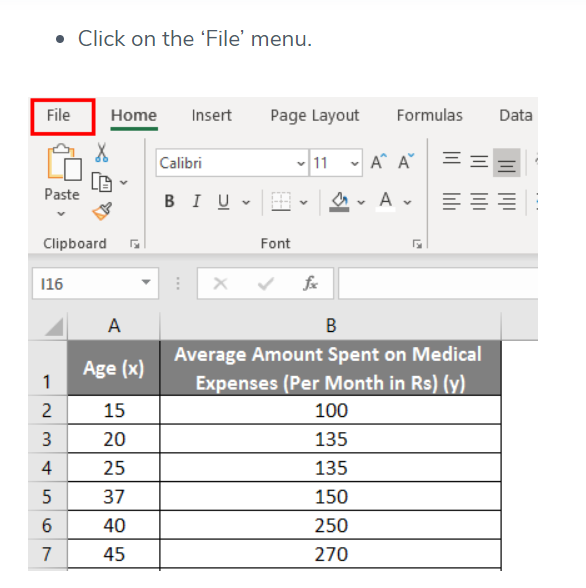 • Click on the ‘File’ menu.
File Home Insert Page Layout Formulas Data
Paste
Calibri 11 A A
B I U A
Clipboard Font
I16 fx
A B
1 Age (x) Average Amount Spent on Medical
Expenses (Per Month in Rs) (y)
2 15 100
3 20 135
4 25 135
5 37 150
6 40 250
7 45 270